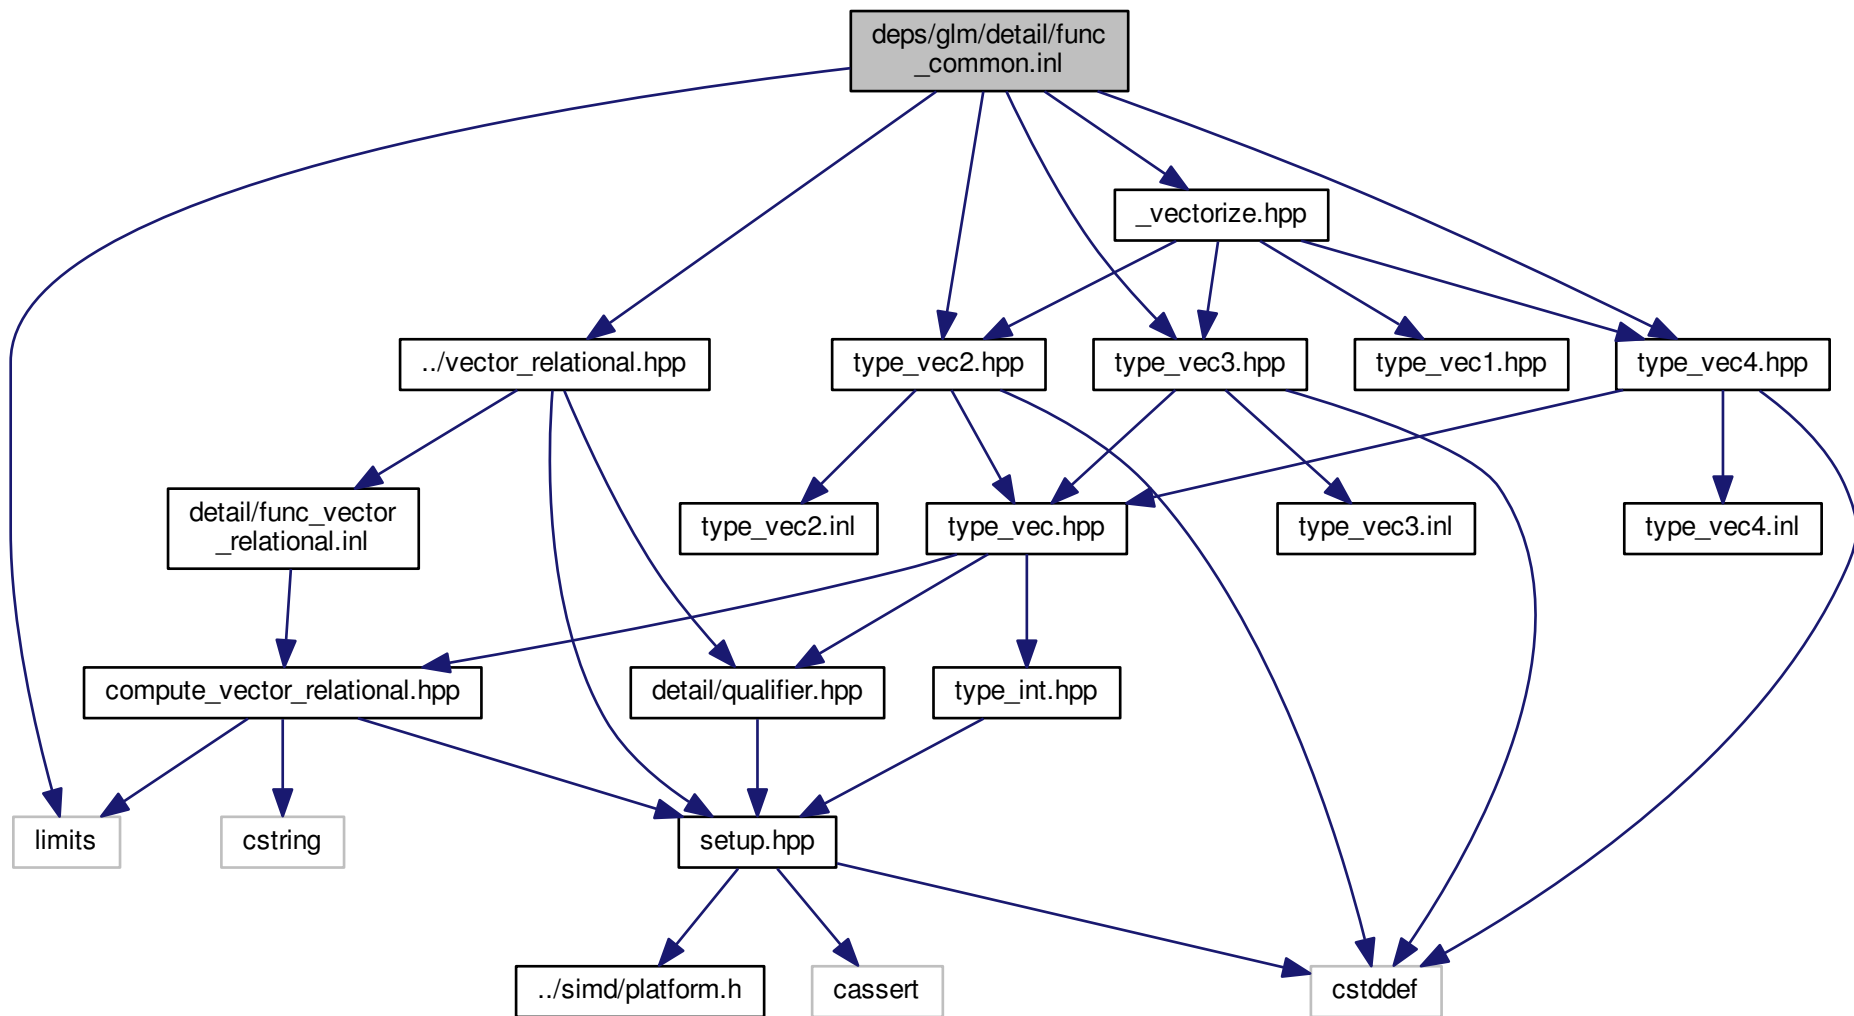 deps/glm/detail/func
_common.inl
_vectorize.hpp
../vector_relational.hpp
type_vec2.hpp
type_vec3.hpp
type_vec1.hpp
type_vec4.hpp
detail/func_vector
_relational.inl
type_vec2.inl
type_vec.hpp
type_vec3.inl
type_vec4.inl
compute_vector_relational.hpp
detail/qualifier.hpp
type_int.hpp
limits
cstring
setup.hpp
../simd/platform.h
cassert
cstddef